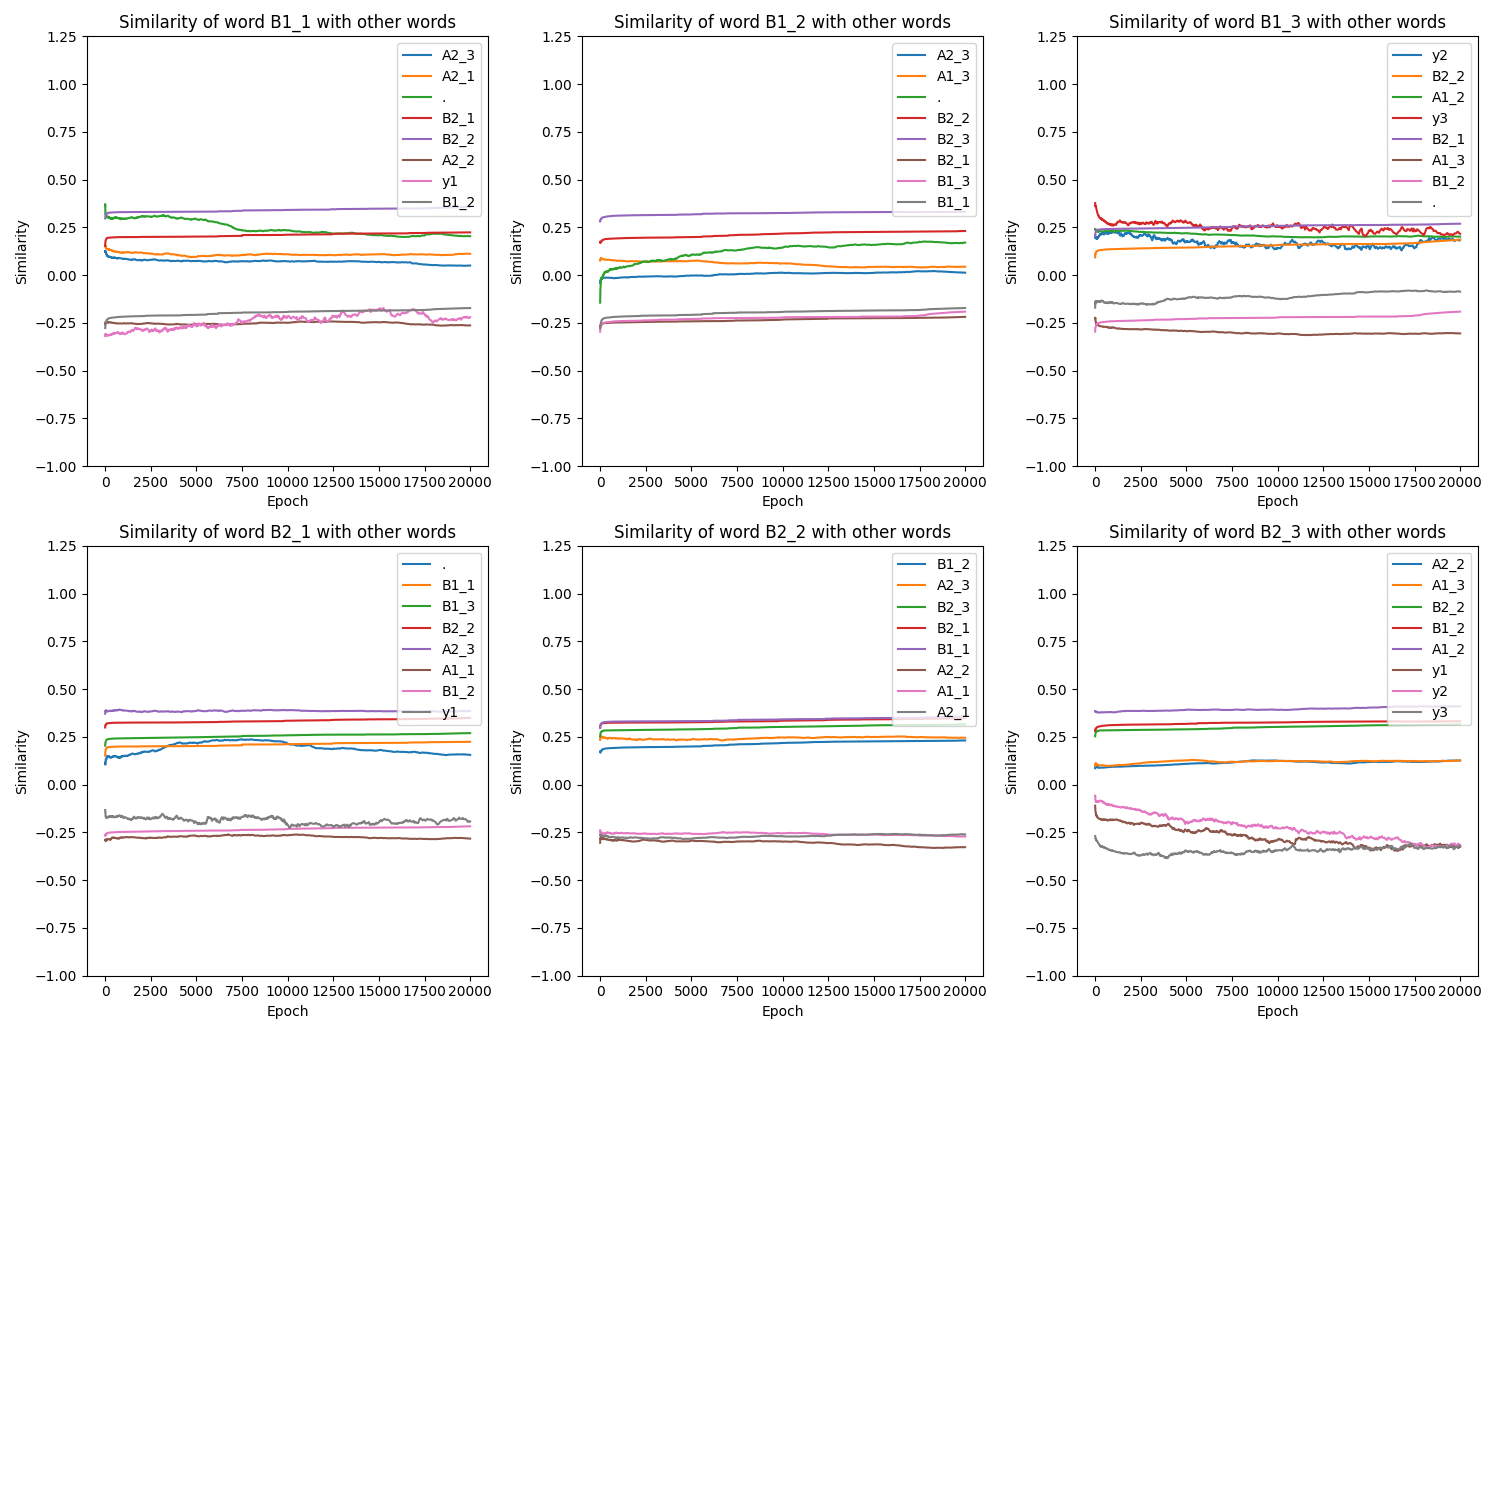 Similarity of word B1_1 with other words
1.25
1.00
0.75
0.50
0.25
0.00
−0.25
−0.50
−0.75
−1.00
Similarity
0 2500 5000 7500 10000 12500 15000 17500 20000
Epoch
A2_3
A2_1
.
B2_1
B2_2
A2_2
y1
B1_2
Similarity of word B1_2 with other words
1.25
1.00
0.75
0.50
0.25
0.00
−0.25
−0.50
−0.75
−1.00
Similarity
0 2500 5000 7500 10000 12500 15000 17500 20000
Epoch
A2_3
A1_3
.
B2_2
B2_3
B2_1
B1_3
B1_1
Similarity of word B1_3 with other words
1.25
1.00
0.75
0.50
0.25
0.00
−0.25
−0.50
−0.75
−1.00
Similarity
0 2500 5000 7500 10000 12500 15000 17500 20000
Epoch
y2
B2_2
A1_2
y3
B2_1
A1_3
B1_2
.
Similarity of word B2_1 with other words
1.25
1.00
0.75
0.50
0.25
0.00
−0.25
−0.50
−0.75
−1.00
Similarity
0 2500 5000 7500 10000 12500 15000 17500 20000
Epoch
.
B1_1
B1_3
B2_2
A2_3
A1_1
B1_2
y1
Similarity of word B2_2 with other words
1.25
1.00
0.75
0.50
0.25
0.00
−0.25
−0.50
−0.75
−1.00
Similarity
0 2500 5000 7500 10000 12500 15000 17500 20000
Epoch
B1_2
A2_3
B2_3
B2_1
B1_1
A2_2
A1_1
A2_1
Similarity of word B2_3 with other words
1.25
1.00
0.75
0.50
0.25
0.00
−0.25
−0.50
−0.75
−1.00
Similarity
0 2500 5000 7500 10000 12500 15000 17500 20000
Epoch
A2_2
A1_3
B2_2
B1_2
A1_2
y1
y2
y3